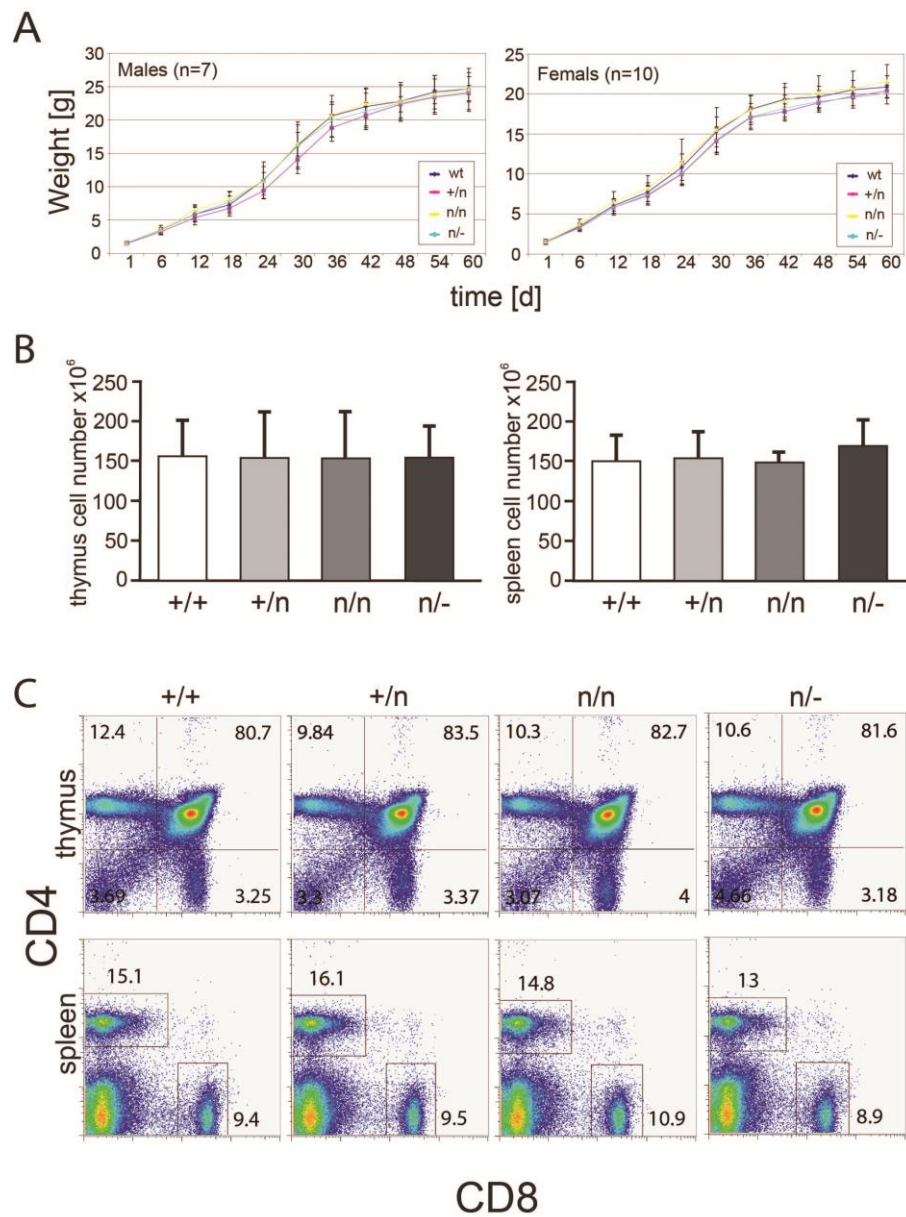 A
Males (n=7)
Femals (n=10)
Weight [g]
30
25
20
15
10
5
0
25
20
15
10
5
0
wt
+/n
n/n
n/-
wt
+/n
n/n
n/-
1 6 12 18 24 30 36 42 48 54 60
1 6 12 18 24 30 36 42 48 54 60
time [d]
B
thymus cell number x10⁶
250
200
150
100
50
0
+/+ +/n n/n n/-
spleen cell number x10⁶
250
200
150
100
50
0
+/+ +/n n/n n/-
C
+/+ +/n n/n n/-
thymus
12.4 80.7 9.84 83.5 10.3 82.7 10.6 81.6
3.69 3.25 3.3 3.37 3.07 4 4.66 3.18
CD4
spleen
15.1 16.1 14.8 13
9.4 9.5 10.9 8.9
CD8